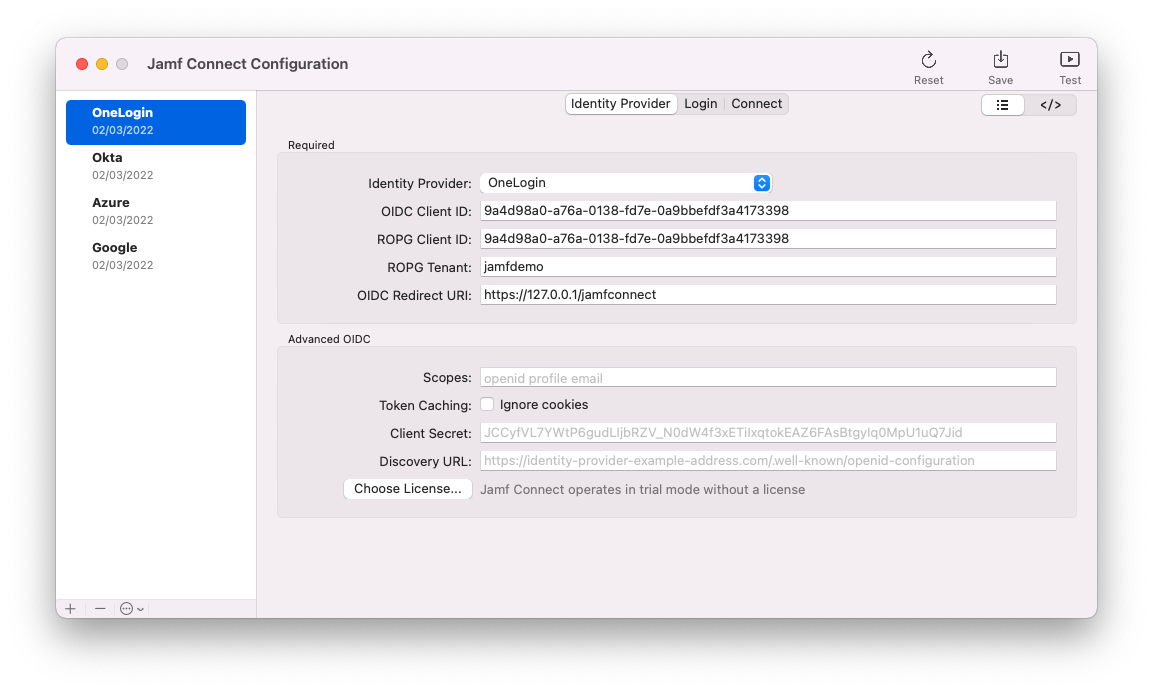 Jamf Connect Configuration
Reset
Save
Test
OneLogin
02/03/2022
Okta
02/03/2022
Azure
02/03/2022
Google
02/03/2022
Identity Provider Login Connect
</>
Required
Identity Provider: OneLogin
OIDC Client ID: 9a4d98a0-a76a-0138-fd7e-0a9bbefdf3a4173398
ROPG Client ID: 9a4d98a0-a76a-0138-fd7e-0a9bbefdf3a4173398
ROPG Tenant: jamfdemo
OIDC Redirect URI: https://127.0.0.1/jamfconnect
Advanced OIDC
Scopes: openid profile email
Token Caching: Ignore cookies
Client Secret:
Discovery URL: https://identity-provider-example-address.com/.well-known/openid-configuration
Choose License... Jamf Connect operates in trial mode without a license